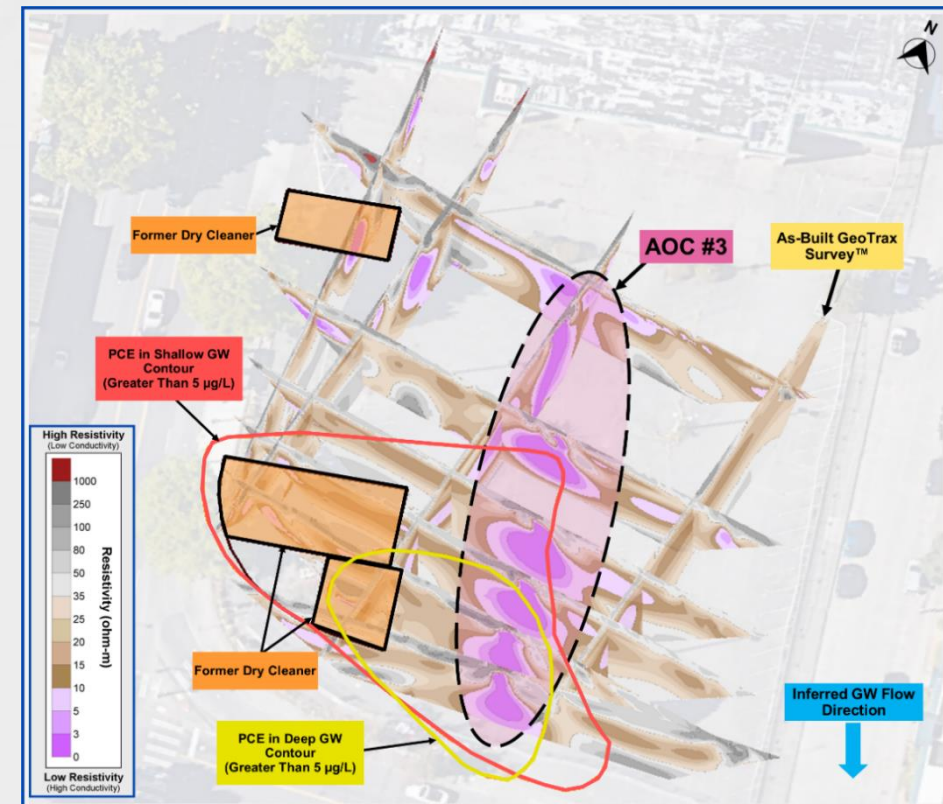 N
Former Dry Cleaner
AOC #3
As-Built GeoTrax
Survey™
PCE in Shallow GW
Contour
(Greater Than 5 µg/L)
High Resistivity
(Low Conductivity)
1000
250
100
80
50
35
25
20
15
10
5
3
0
Resistivity (ohm-m)
Low Resistivity
(High Conductivity)
Former Dry Cleaner
PCE in Deep GW
Contour
(Greater Than 5 µg/L)
Inferred GW Flow
Direction